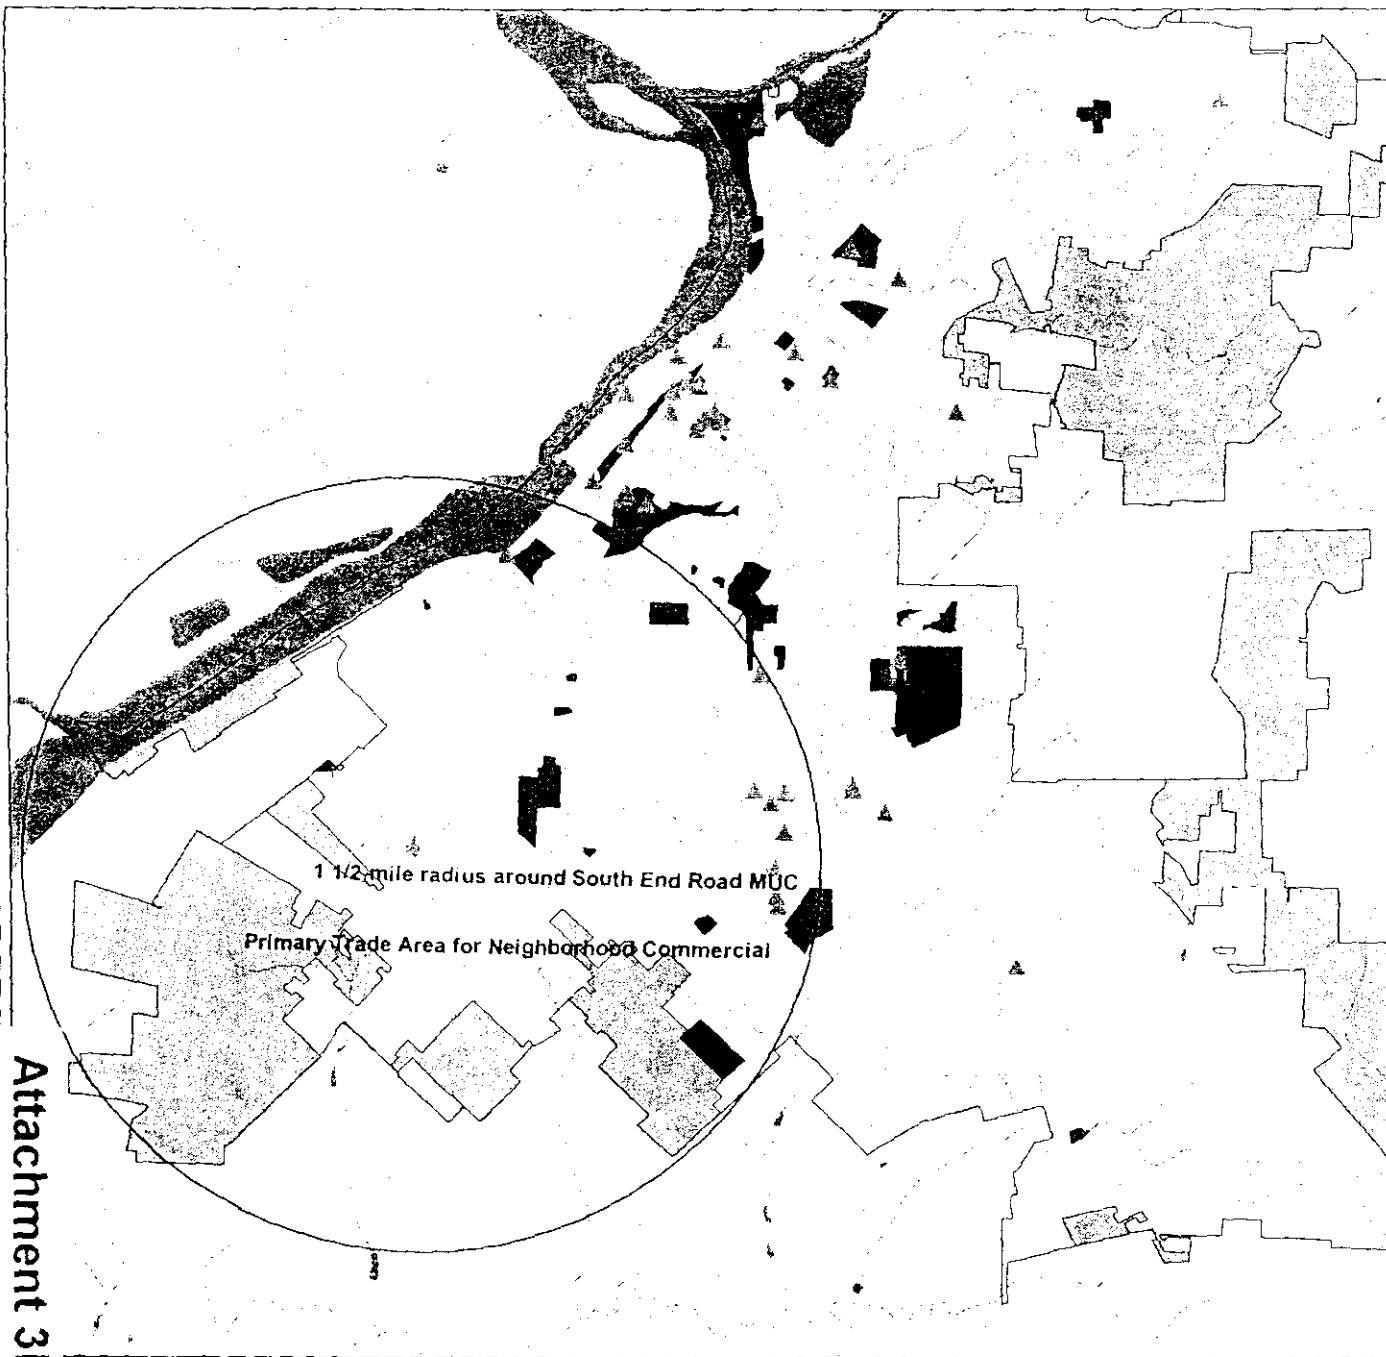 1 1/2 mile radius around South End Road MUC
Primary Trade Area for Neighborhood Commercial
Attachment 3